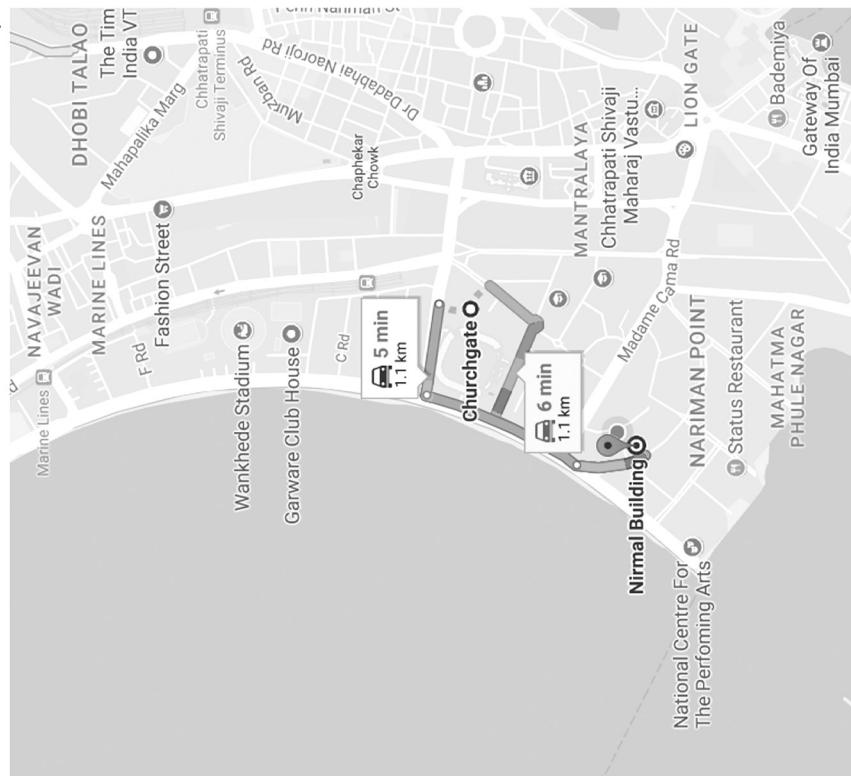 NAVAJEEVAN
WADI
Marine Lines
DHOBI TALAO
MARINE LINES
The Tim
India VT
Mahapalika Marg
F Rd
Fashion Street
Chhatrapati
Shivaji Terminus
Wankhede Stadium
Murzban Rd
Garware Club House
Dr Dadabhai Naoroji Rd
C Rd
Chaphekar
Chowk
5 min
1.1 km
Churchgate
6 min
1.1 km
MANTRALAYA
Chhatrapati Shivaji
Maharaj Vastu...
Nirmal Building
Madame Cama Rd
LION GATE
NARIMAN POINT
National Centre For
The Perfoming Arts
Status Restaurant
Bademiya
MAHATMA
PHULE NAGAR
Gateway Of
India Mumbai